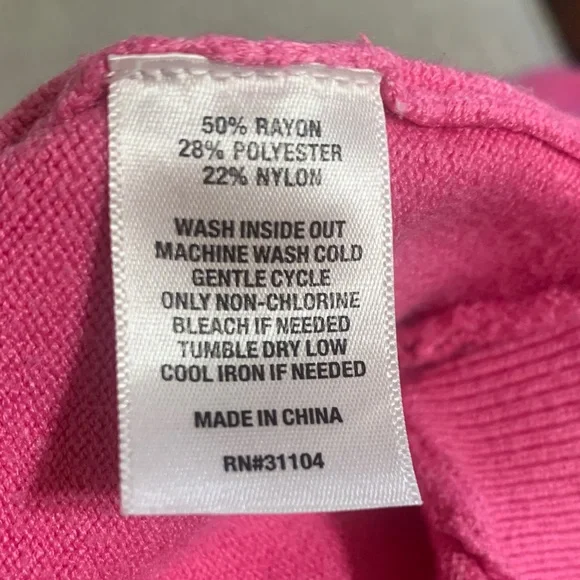 50% RAYON
28% POLYESTER
22% NYLON
WASH INSIDE OUT
MACHINE WASH COLD
GENTLE CYCLE
ONLY NON-CHLORINE
BLEACH IF NEEDED
TUMBLE DRY LOW
COOL IRON IF NEEDED
MADE IN CHINA
RN#31104